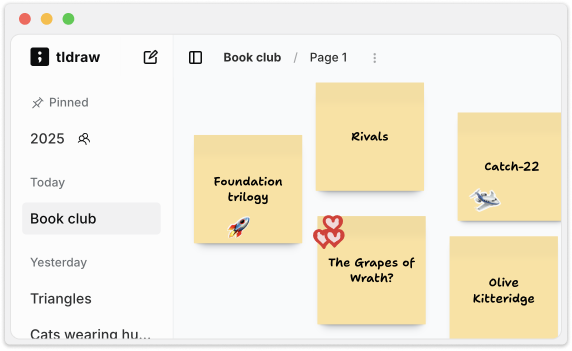 tldraw
Pinned
2025
Today
Book club
Yesterday
Triangles
Cats wearing hu...
Book club / Page 1
Rivals
Catch-22
Foundation
trilogy
The Grapes of
Wrath?
Olive
Kitteridge